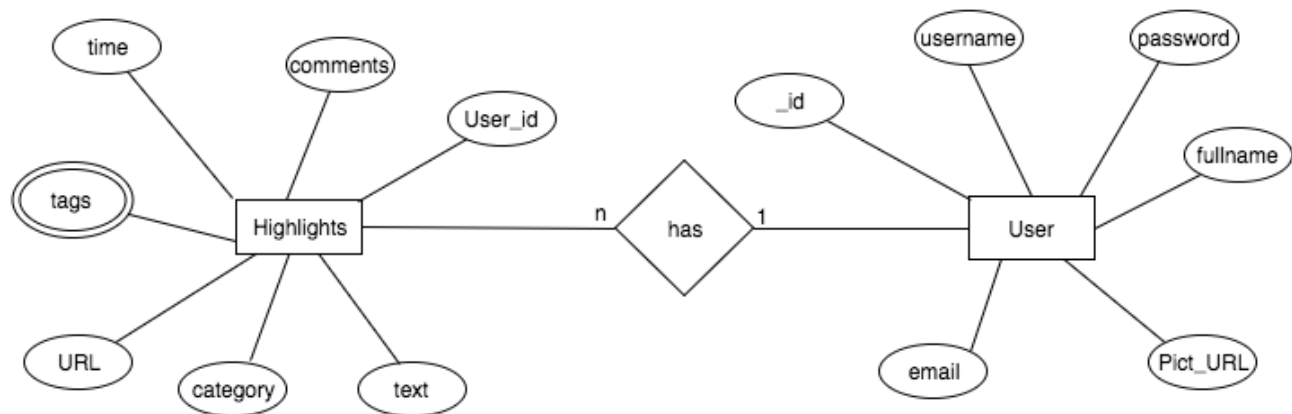 time
comments
User_id
tags
Highlights
URL
category
text
n
has
1
username
password
_id
fullname
User
email
Pict_URL